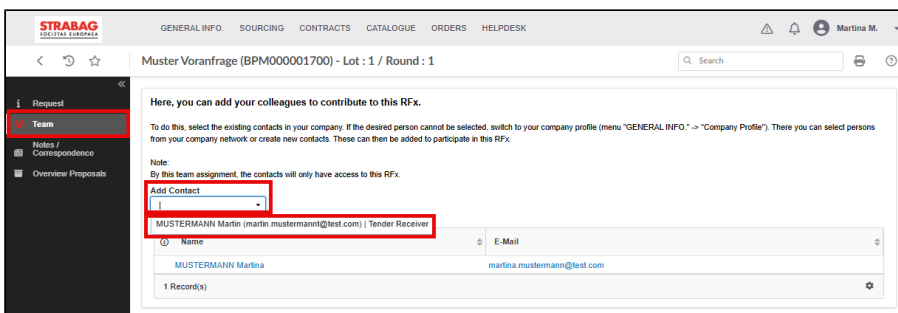 STRABAG
SOCIETAS EUROPAEA
GENERAL INFO. SOURCING CONTRACTS CATALOGUE ORDERS HELPDESK
Martina M.
Muster Voranfrage (BPM000001700) - Lot : 1 / Round : 1
Search
Request
Team
Notes /
Correspondence
Overview Proposals
Here, you can add your colleagues to contribute to this RFx.
To do this, select the existing contacts in your company. If the desired person cannot be selected, switch to your company profile (menu "GENERAL INFO." -> "Company Profile"). There you can select persons
from your company network or create new contacts. These can then be added to participate in this RFx.
Note:
By this team assignment, the contacts will only have access to this RFx.
Add Contact
MUSTERMANN Martin (martin.mustermannt@test.com) | Tender Receiver
Name E-Mail
MUSTERMANN Martina martina.mustermann@test.com
1 Record(s)